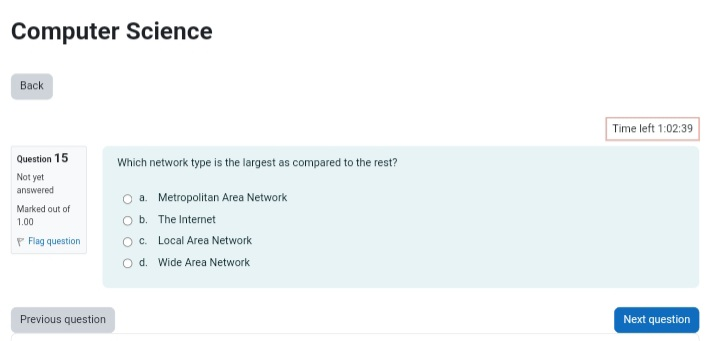 Computer Science
Back
Time left 1:02:39
Question 15
Not yet
answered
Marked out of
1.00
Flag question
Which network type is the largest as compared to the rest?
a. Metropolitan Area Network
b. The Internet
c. Local Area Network
d. Wide Area Network
Previous question
Next question